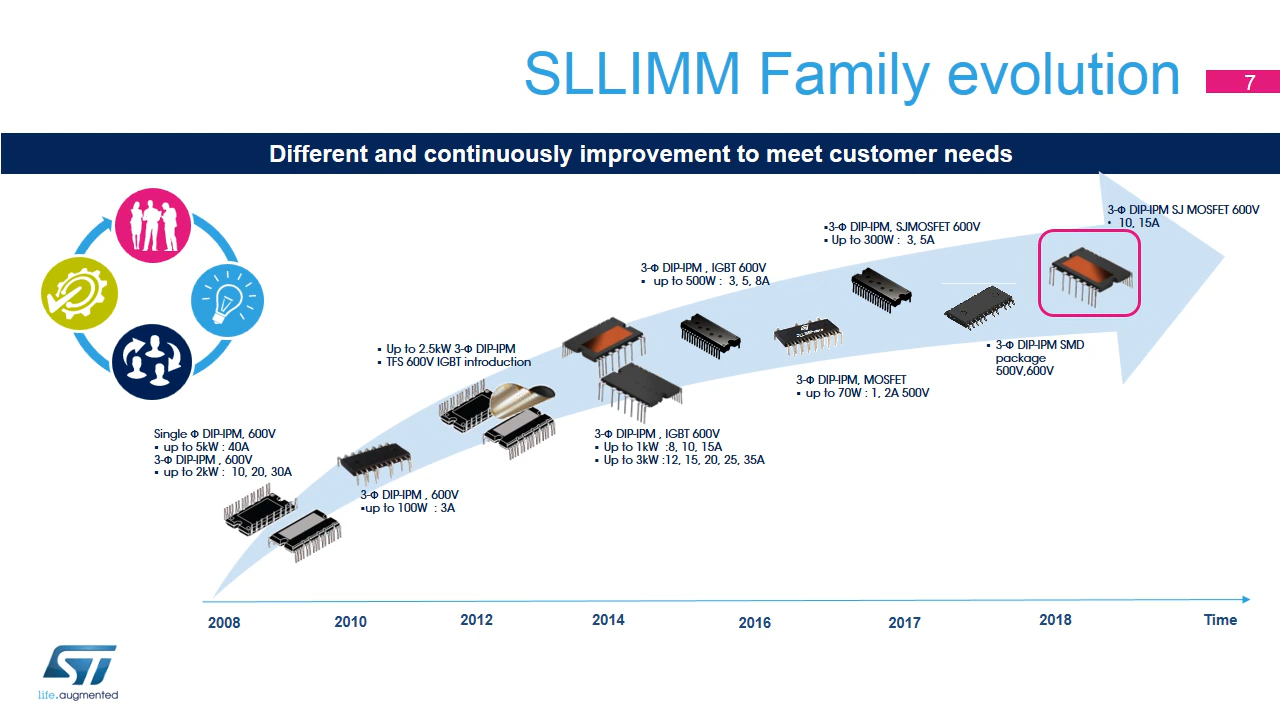 SLLIMM Family evolution
7
Different and continuously improvement to meet customer needs
3-Φ DIP-IPM SJ MOSFET 600V
• 10, 15A
▪3-Φ DIP-IPM, SJMOSFET 600V
▪ Up to 300W : 3, 5A
3-Φ DIP-IPM , IGBT 600V
▪ up to 500W : 3, 5, 8A
▪ Up to 2.5kW 3-Φ DIP-IPM
▪ TFS 600V IGBT introduction
▪ 3-Φ DIP-IPM SMD
package
500V,600V
3-Φ DIP-IPM, MOSFET
▪ up to 70W : 1, 2A 500V
Single Φ DIP-IPM, 600V
▪ up to 5kW : 40A
3-Φ DIP-IPM , 600V
▪ up to 2kW : 10, 20, 30A
3-Φ DIP-IPM , IGBT 600V
▪ Up to 1kW :8, 10, 15A
▪ Up to 3kW :12, 15, 20, 25, 35A
3-Φ DIP-IPM , 600V
▪up to 100W : 3A
2008
2010
2012
2014
2016
2017
2018
Time
ST
life.augmented